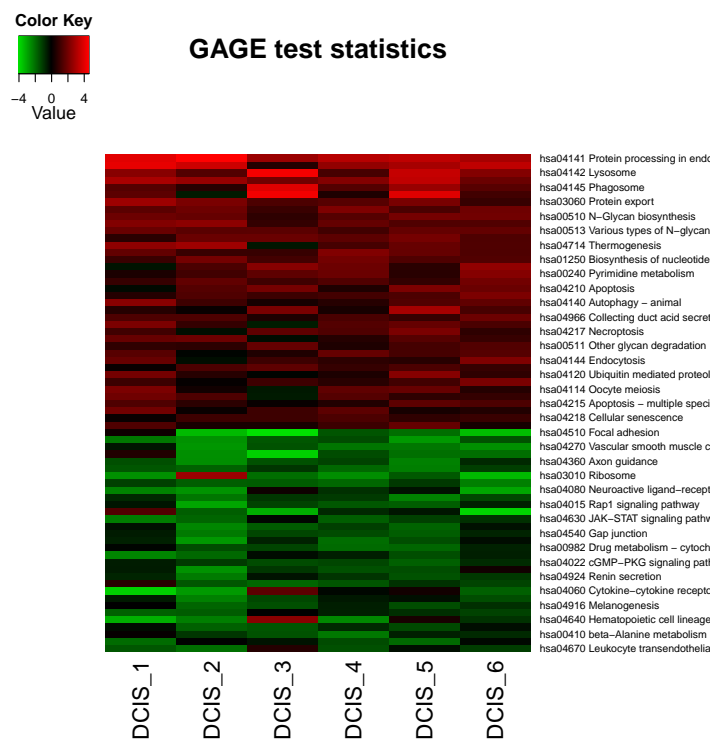 Color Key
−4 0 4
Value
GAGE test statistics
hsa04141 Protein processing in endo
hsa04142 Lysosome
hsa04145 Phagosome
hsa03060 Protein export
hsa00510 N−Glycan biosynthesis
hsa00513 Various types of N−glycan
hsa04714 Thermogenesis
hsa01250 Biosynthesis of nucleotide
hsa00240 Pyrimidine metabolism
hsa04210 Apoptosis
hsa04140 Autophagy − animal
hsa04966 Collecting duct acid secret
hsa04217 Necroptosis
hsa00511 Other glycan degradation
hsa04144 Endocytosis
hsa04120 Ubiquitin mediated proteol
hsa04114 Oocyte meiosis
hsa04215 Apoptosis − multiple speci
hsa04218 Cellular senescence
hsa04510 Focal adhesion
hsa04270 Vascular smooth muscle c
hsa04360 Axon guidance
hsa03010 Ribosome
hsa04080 Neuroactive ligand−recept
hsa04015 Rap1 signaling pathway
hsa04630 JAK−STAT signaling pathw
hsa04540 Gap junction
hsa00982 Drug metabolism − cytoch
hsa04022 cGMP−PKG signaling path
hsa04924 Renin secretion
hsa04060 Cytokine−cytokine recepto
hsa04916 Melanogenesis
hsa04640 Hematopoietic cell lineage
hsa00410 beta−Alanine metabolism
hsa04670 Leukocyte transendothelia
DCIS_1 DCIS_2 DCIS_3 DCIS_4 DCIS_5 DCIS_6